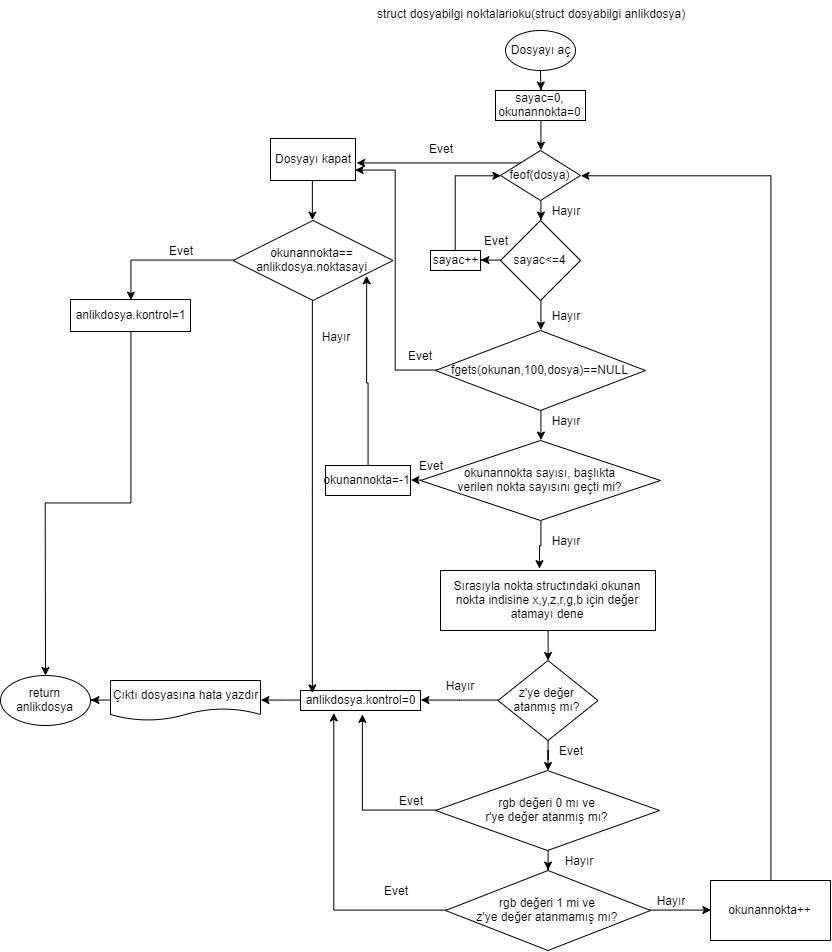 struct dosyabilgi noktalarioku(struct dosyabilgi anlikdosya)
Dosyayı aç
sayac=0,
okunannokta=0
Evet
Dosyayı kapat
feof(dosya)
Hayır
Evet
okunannokta==
anlikdosya.noktasayi
Evet
sayac++
sayac<=4
anlikdosya.kontrol=1
Hayır
Hayır
Evet
fgets(okunan,100,dosya)==NULL
Hayır
Evet
okunannokta=-1
okunannokta sayısı, başlıkta
verilen nokta sayısını geçti mi?
Hayır
Sırasıyla nokta structındaki okunan
nokta indisine x,y,z,r,g,b için değer
atamayı dene
return
anlikdosya
Çıktı dosyasına hata yazdır
anlikdosya.kontrol=0
Hayır
z'ye değer
atanmış mı?
Evet
Evet
rgb değeri 0 mı ve
r'ye değer atanmış mı?
Hayır
Evet
rgb değeri 1 mi ve
z'ye değer atanmamış mı?
Hayır
okunannokta++